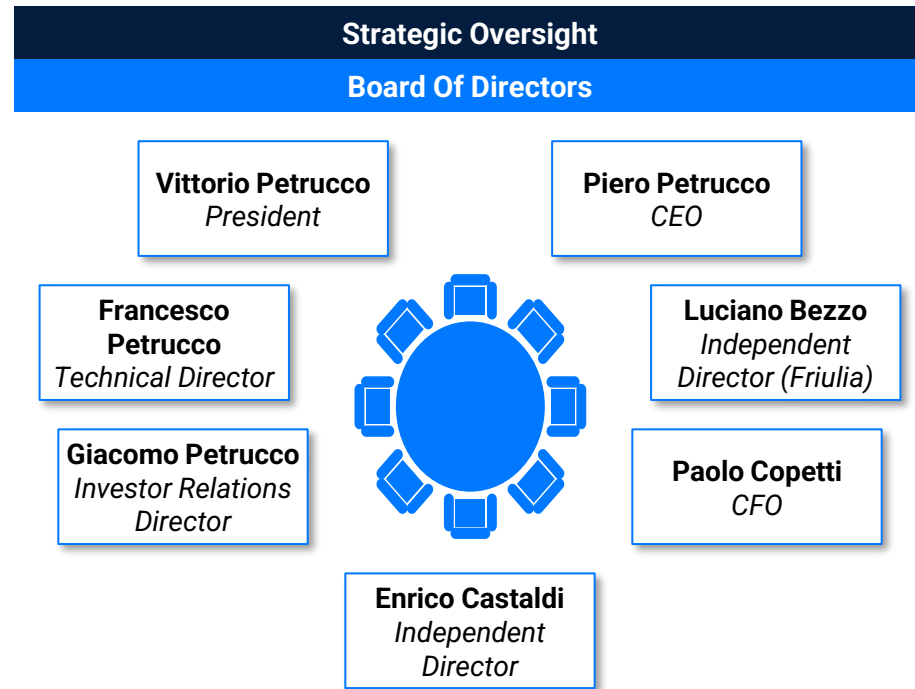 Strategic Oversight
Board Of Directors
Vittorio Petrucco
President
Piero Petrucco
CEO
Francesco
Petrucco
Technical Director
Luciano Bezzo
Independent
Director (Friulia)
Giacomo Petrucco
Investor Relations
Director
Paolo Copetti
CFO
Enrico Castaldi
Independent
Director